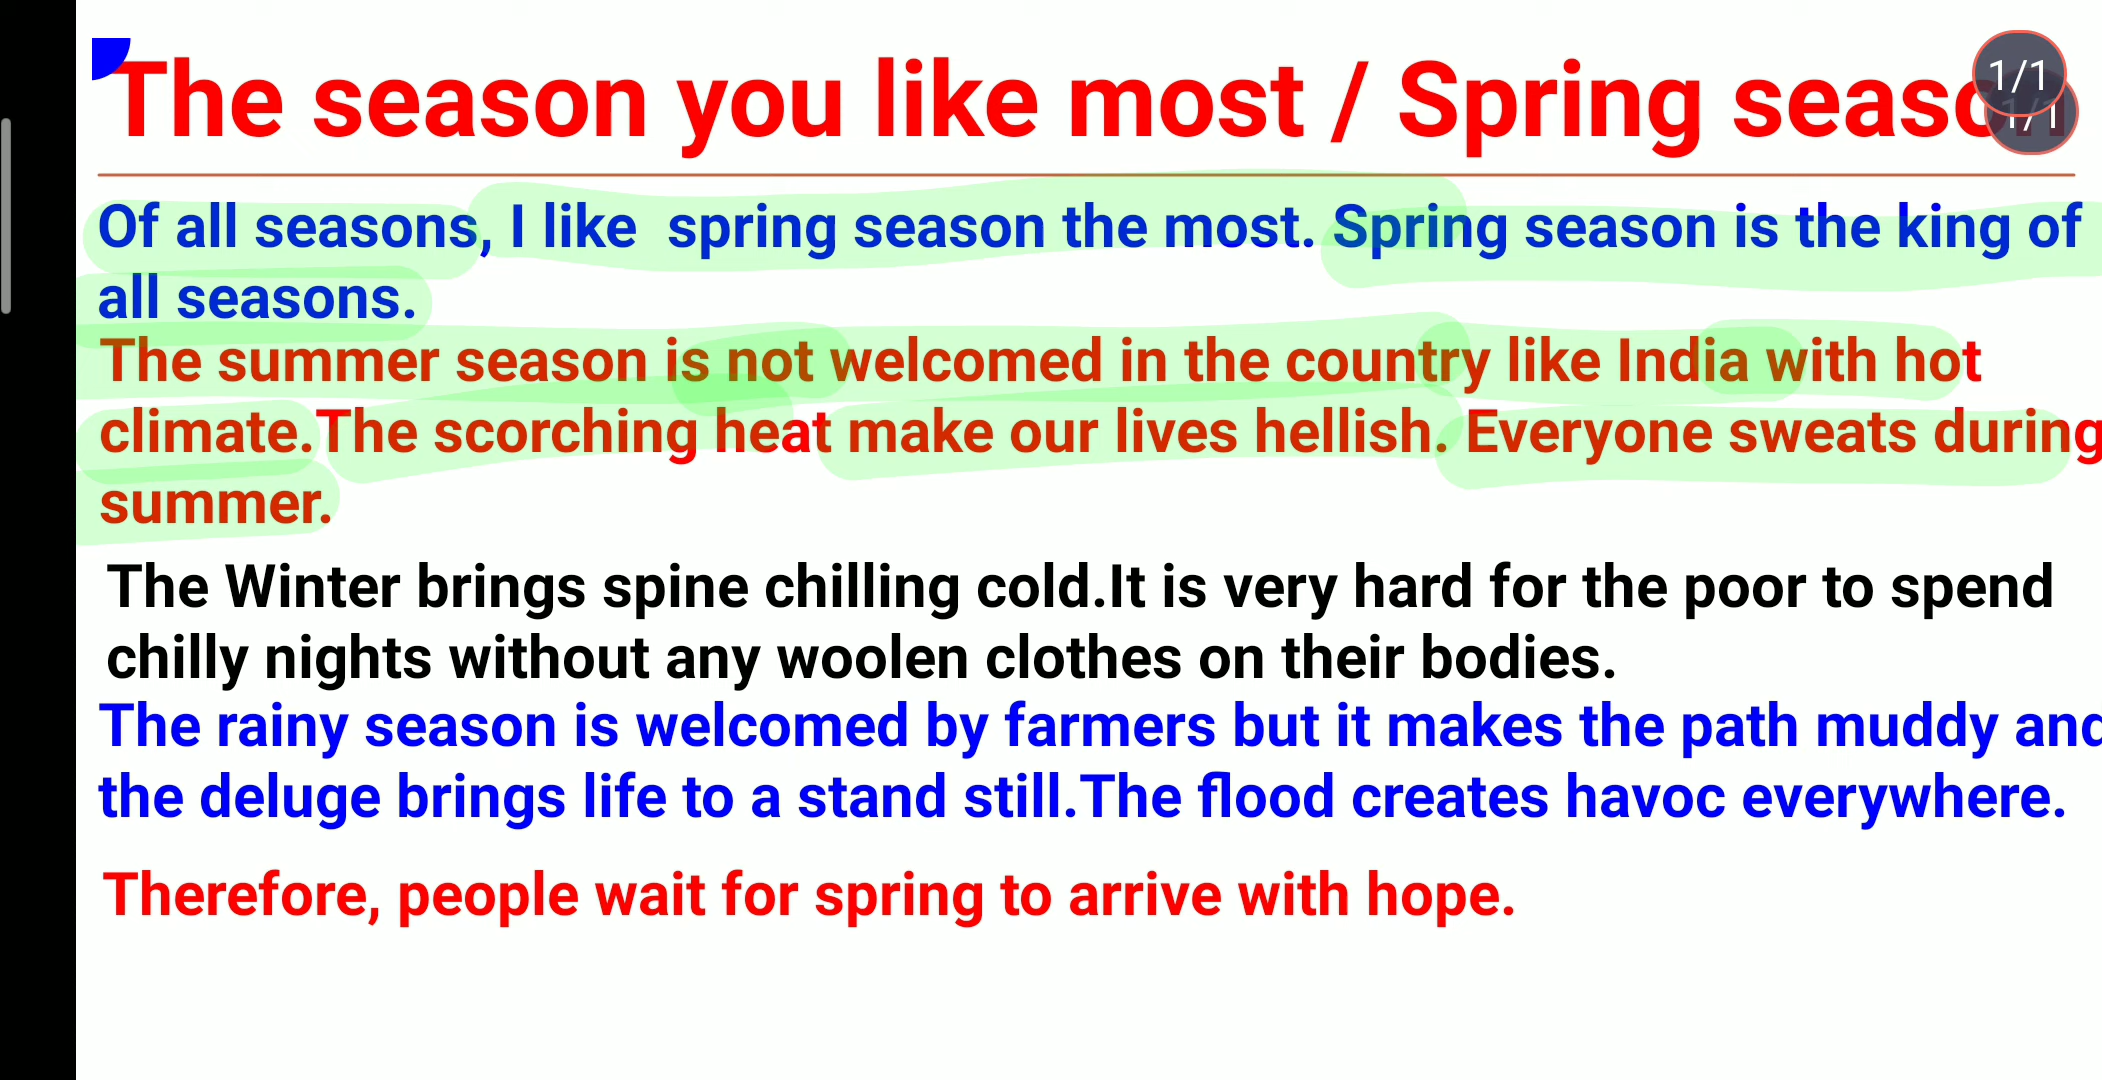 The season you like most / Spring season
1/1
1/1
Of all seasons, I like  spring season the most. Spring season is the king of
all seasons.
The summer season is not welcomed in the country like India with hot
climate.The scorching heat make our lives hellish. Everyone sweats during
summer.
The Winter brings spine chilling cold.It is very hard for the poor to spend
chilly nights without any woolen clothes on their bodies.
The rainy season is welcomed by farmers but it makes the path muddy and
the deluge brings life to a stand still.The flood creates havoc everywhere.
Therefore, people wait for spring to arrive with hope.